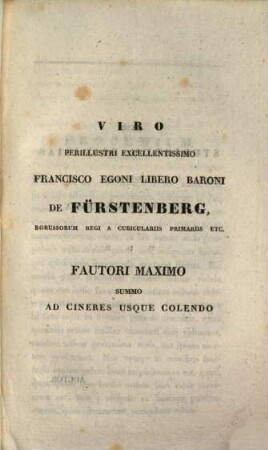 VIRO
PERILLUSTRI EXCELLENTISSIMO
FRANCISCO EGONI LIBERO BARONI
DE FÜRSTENBERG,
BORUSSORUM REGI A CUBICULARIIS PRIMARIIS ETC.
FAUTORI MAXIMO
SUMMO
AD CINERES USQUE COLENDO